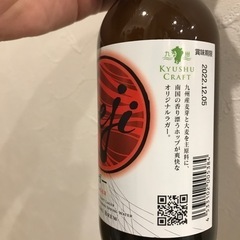 九州
KYUSHU
CRAFT
賞味期限
2022.12.05
九州産麦芽と大麦を主原料に、
南国の香り漂うホップが爽快な
オリジナルラガー。
eji